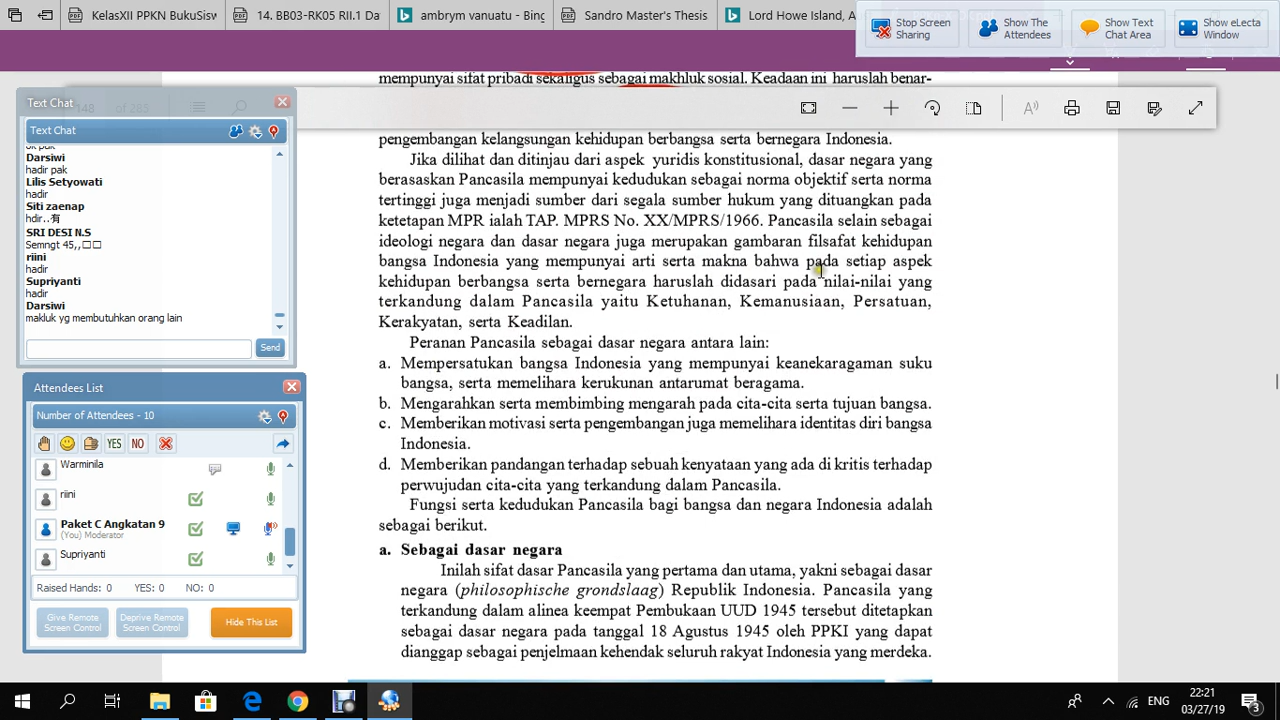 KelasXII PPKN BukuSisw
14. BB03-RK05 RII.1 Da
ambrym vanuatu - Bing
Sandro Master's Thesis
Lord Howe Island, A
Stop Screen
Sharing
Show The
Attendees
Show Text
Chat Area
Show eLecta
Window
mempunyai sifat pribadi sekaligus sebagai makhluk sosial. Keadaan ini haruslah benar-
148 of 285
pengembangan kelangsungan kehidupan berbangsa serta bernegara Indonesia.
Jika dilihat dan ditinjau dari aspek yuridis konstitusional, dasar negara yang
berasaskan Pancasila mempunyai kedudukan sebagai norma objektif serta norma
tertinggi juga menjadi sumber dari segala sumber hukum yang dituangkan pada
ketetapan MPR ialah TAP. MPRS No. XX/MPRS/1966. Pancasila selain sebagai
ideologi negara dan dasar negara juga merupakan gambaran filsafat kehidupan
bangsa Indonesia yang mempunyai arti serta makna bahwa pada setiap aspek
kehidupan berbangsa serta bernegara haruslah didasari pada nilai-nilai yang
terkandung dalam Pancasila yaitu Ketuhanan, Kemanusiaan, Persatuan,
Kerakyatan, serta Keadilan.
Peranan Pancasila sebagai dasar negara antara lain:
a. Mempersatukan bangsa Indonesia yang mempunyai keanekaragaman suku
bangsa, serta memelihara kerukunan antarumat beragama.
b. Mengarahkan serta membimbing mengarah pada cita-cita serta tujuan bangsa.
c. Memberikan motivasi serta pengembangan juga memelihara identitas diri bangsa
Indonesia.
d. Memberikan pandangan terhadap sebuah kenyataan yang ada di kritis terhadap
perwujudan cita-cita yang terkandung dalam Pancasila.
Fungsi serta kedudukan Pancasila bagi bangsa dan negara Indonesia adalah
sebagai berikut.
a. Sebagai dasar negara
Inilah sifat dasar Pancasila yang pertama dan utama, yakni sebagai dasar
negara (philosophische grondslaag) Republik Indonesia. Pancasila yang
terkandung dalam alinea keempat Pembukaan UUD 1945 tersebut ditetapkan
sebagai dasar negara pada tanggal 18 Agustus 1945 oleh PPKI yang dapat
dianggap sebagai penjelmaan kehendak seluruh rakyat Indonesia yang merdeka.
Text Chat
Text Chat
ok pak
Darsiwi
hadir pak
Lilis Setyowati
hadir
Siti zaenap
hdir..有
SRI DESI N.S
Semngt 45,,□□
riini
hadir
Supriyanti
hadir
Darsiwi
makluk yg membutuhkan orang lain
Send
Attendees List
Number of Attendees - 10
YES NO
Warminila
riini
Paket C Angkatan 9
(You) Moderator
Supriyanti
Raised Hands: 0 YES: 0 NO: 0
Give Remote
Screen Control
Deprive Remote
Screen Control
Hide This List
ENG
22:21
03/27/19
3